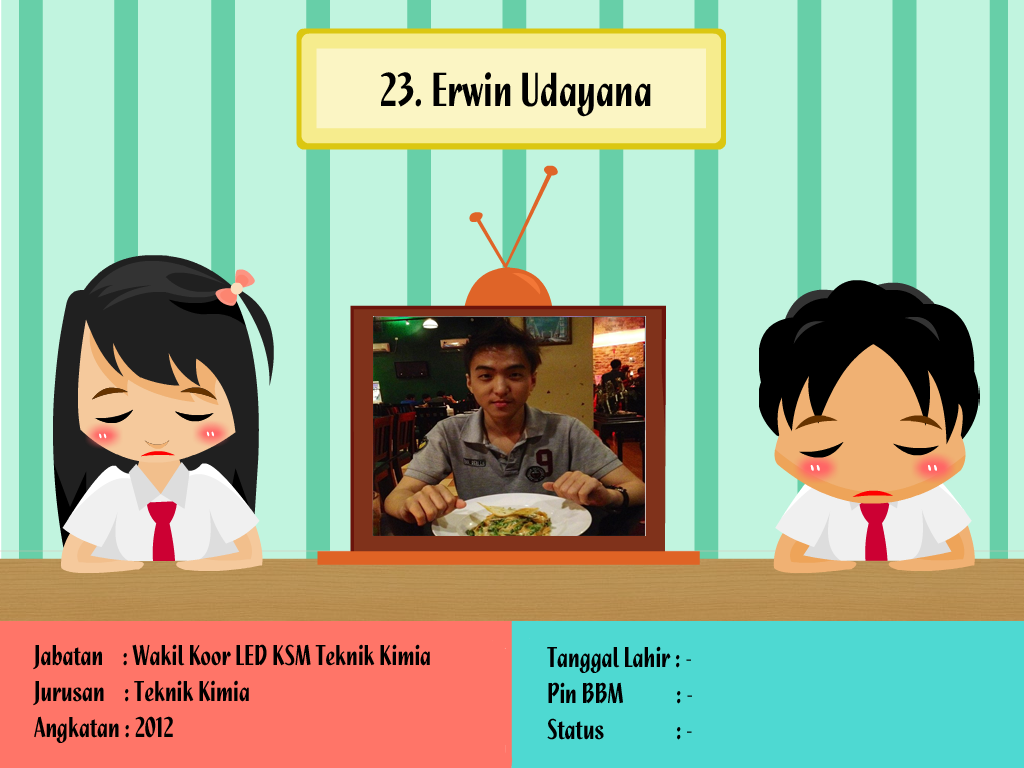 23. Erwin Udayana
9
Jabatan : Wakil Koor LED KSM Teknik Kimia
Jurusan : Teknik Kimia
Angkatan : 2012
Tanggal Lahir : -
Pin BBM : -
Status : -